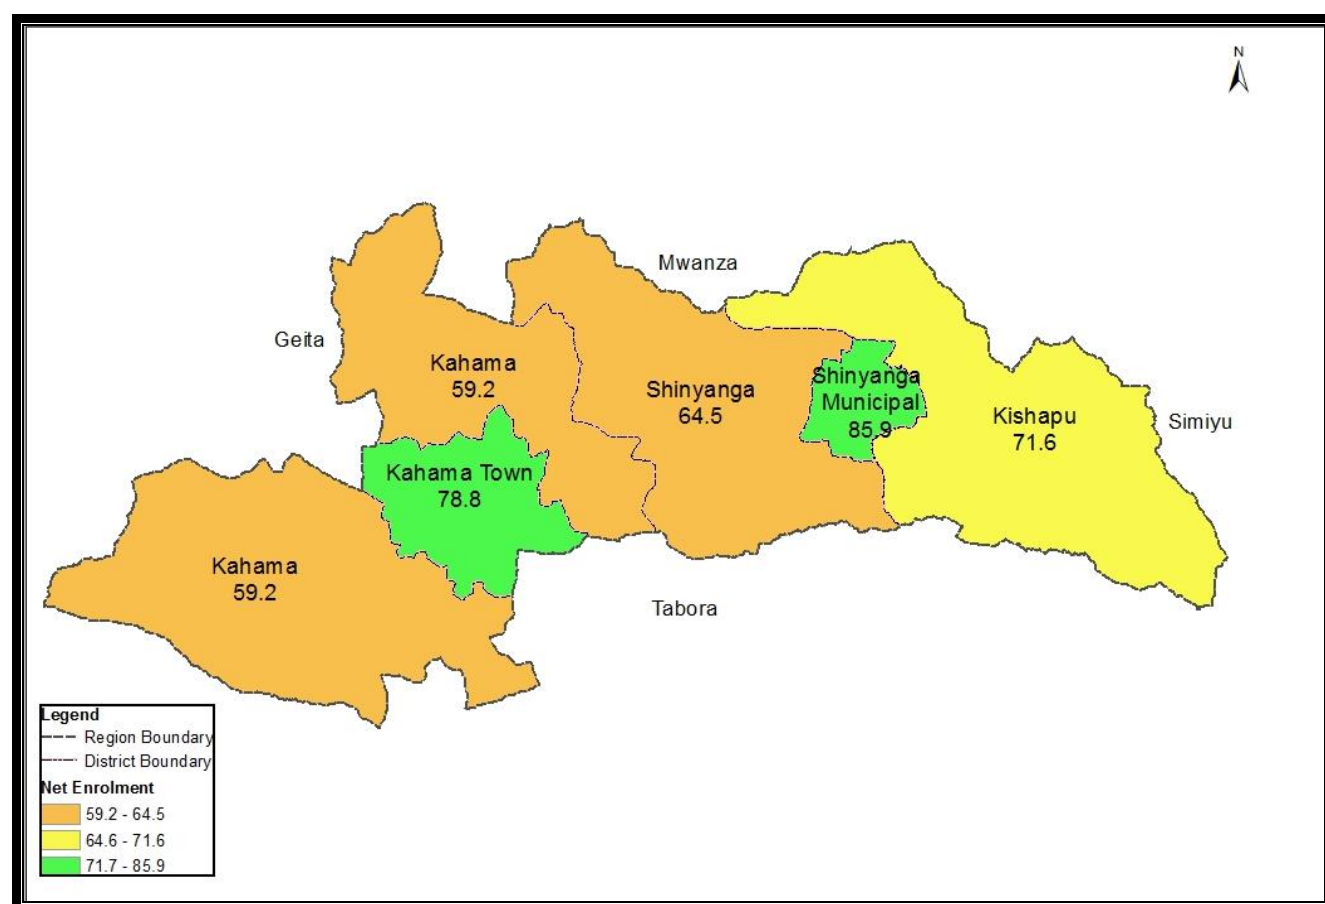 N
Mwanza
Geita
Kahama
59.2
Shinyanga
64.5
Shinyanga
Municipal
85.9
Kishapu
71.6
Simiyu
Kahama Town
78.8
Kahama
59.2
Tabora
Legend
Region Boundary
District Boundary
Net Enrolment
59.2 - 64.5
64.6 - 71.6
71.7 - 85.9